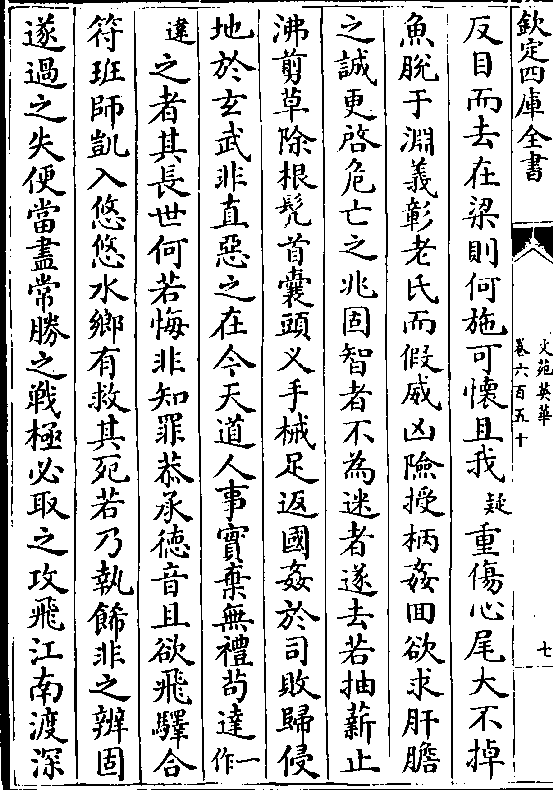 欽定四庫全書
文苑英華
卷六百五十
七
反目而去在梁則何施可懷且我疑重傷心尾大不掉
魚脫于淵義彰老氏而假威凶險授柄姦回欲求肝膽
之誠更啓危亡之兆固智者不為迷者遂去若抽薪止
沸剪草除根髠首囊頭义手械足返國姦於司敗歸侵
地於玄武非直惡之在今天道人事實棄無禮茍達一作
違之者其長世何若悔非知罪恭承徳音且欲飛驛合
符班師凱入悠悠水鄉有救其死若乃執餙非之辨固
遂過之失便當盡常勝之戰極必取之攻飛江南渡深